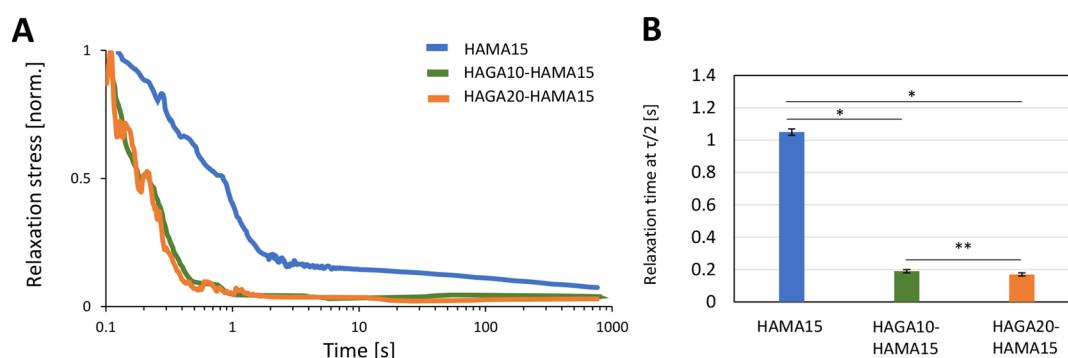 A
Relaxation stress [norm.]
1
0.5
0
0.1
1
10
100
1000
Time [s]
HAMA15
HAGA10-HAMA15
HAGA20-HAMA15
B
Relaxation time at τ/2 [s]
1.4
1.2
1
0.8
0.6
0.4
0.2
0
*
*
**
HAMA15
HAGA10-
HAMA15
HAGA20-
HAMA15